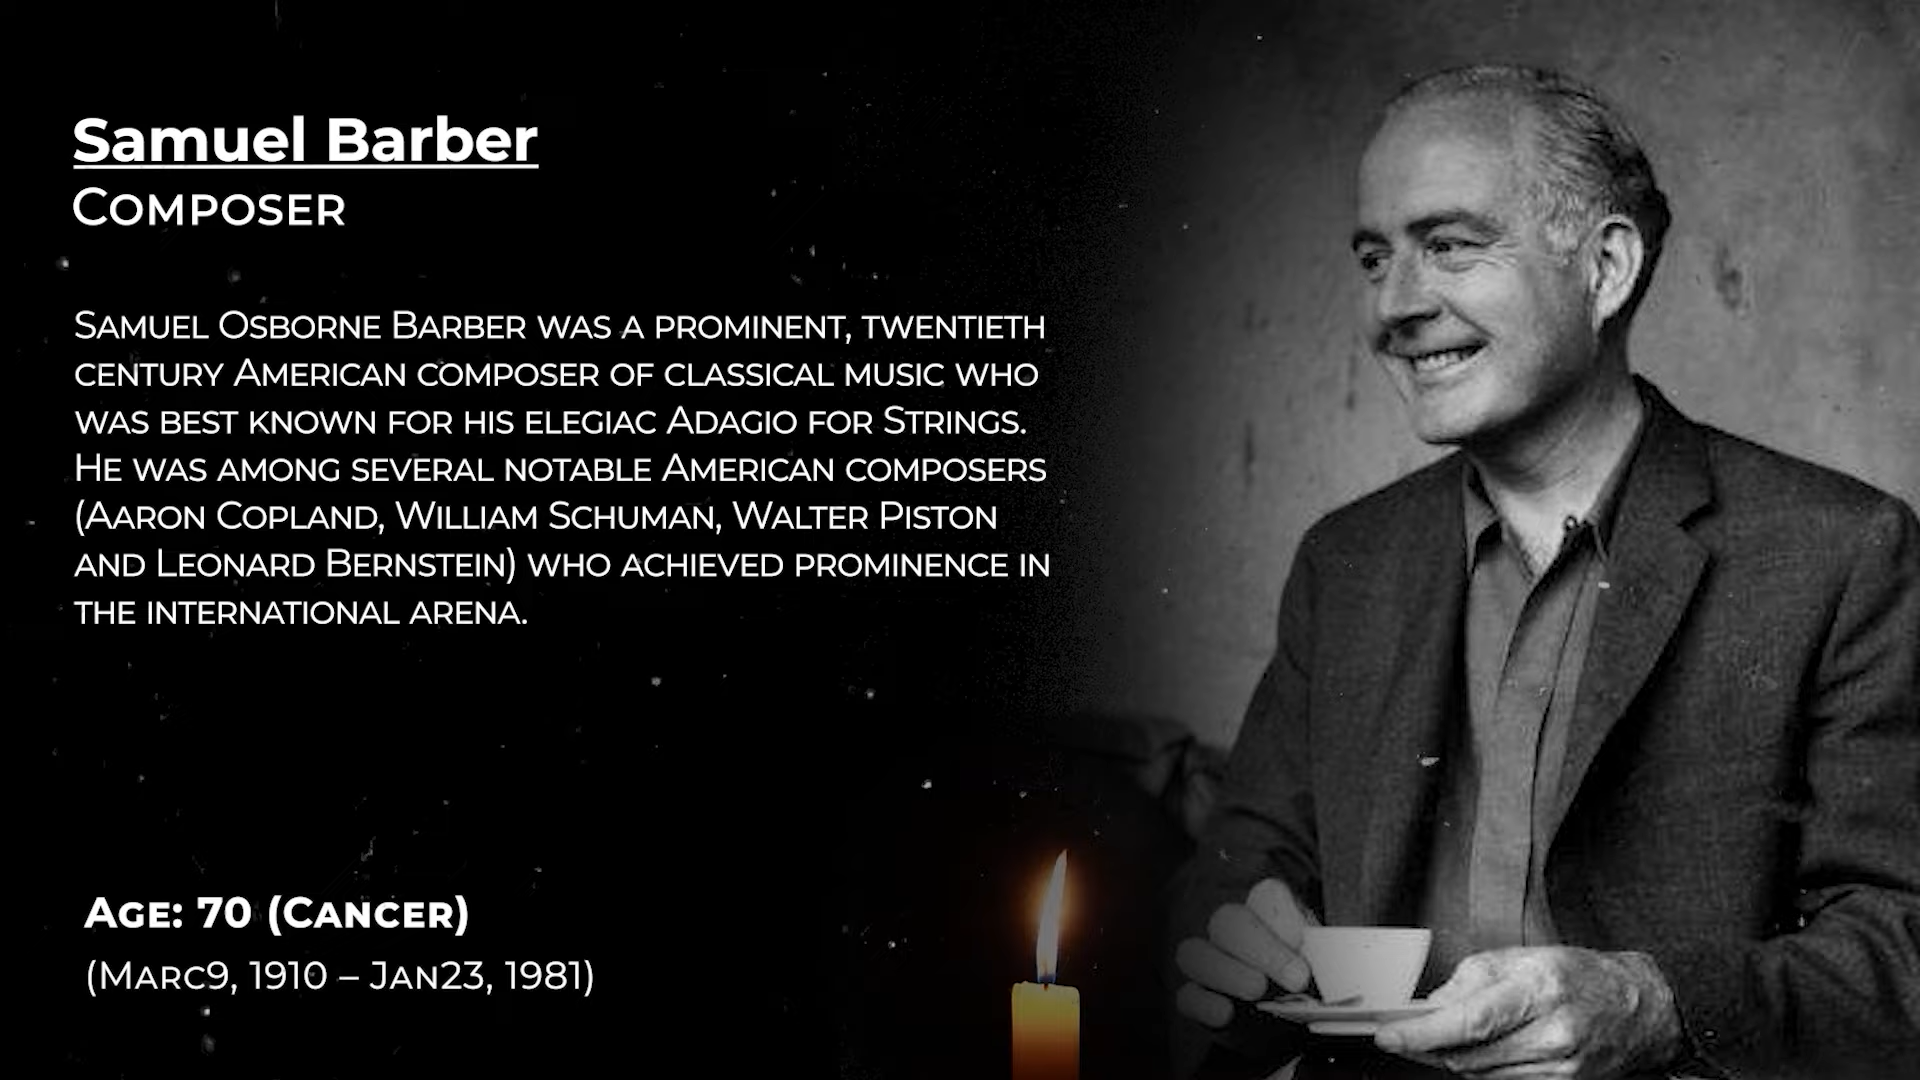 Samuel Barber
Composer
Samuel Osborne Barber was a prominent, twentieth
century American composer of classical music who
was best known for his elegiac Adagio for Strings.
He was among several notable American composers
(Aaron Copland, William Schuman, Walter Piston
and Leonard Bernstein) who achieved prominence in
the international arena.
Age: 70 (Cancer)
(Marc9, 1910 – Jan23, 1981)